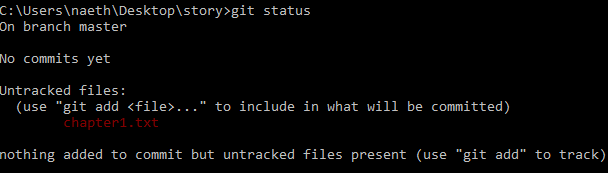 C:\Users\naeth\Desktop\story>git status
On branch master
No commits yet
Untracked files:
(use "git add <file>..." to include in what will be committed)
chapter1.txt
nothing added to commit but untracked files present (use "git add" to track)